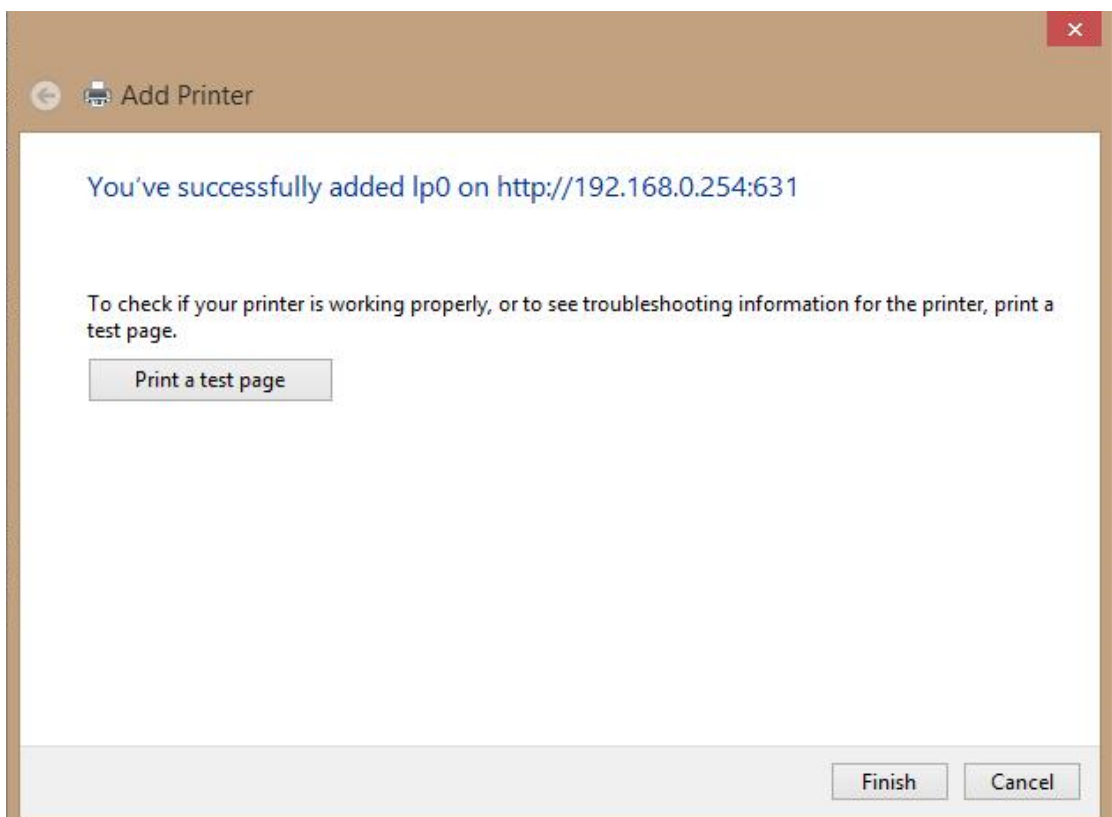 Add Printer
You've successfully added lp0 on http://192.168.0.254:631
To check if your printer is working properly, or to see troubleshooting information for the printer, print a
test page.
Print a test page
Finish
Cancel